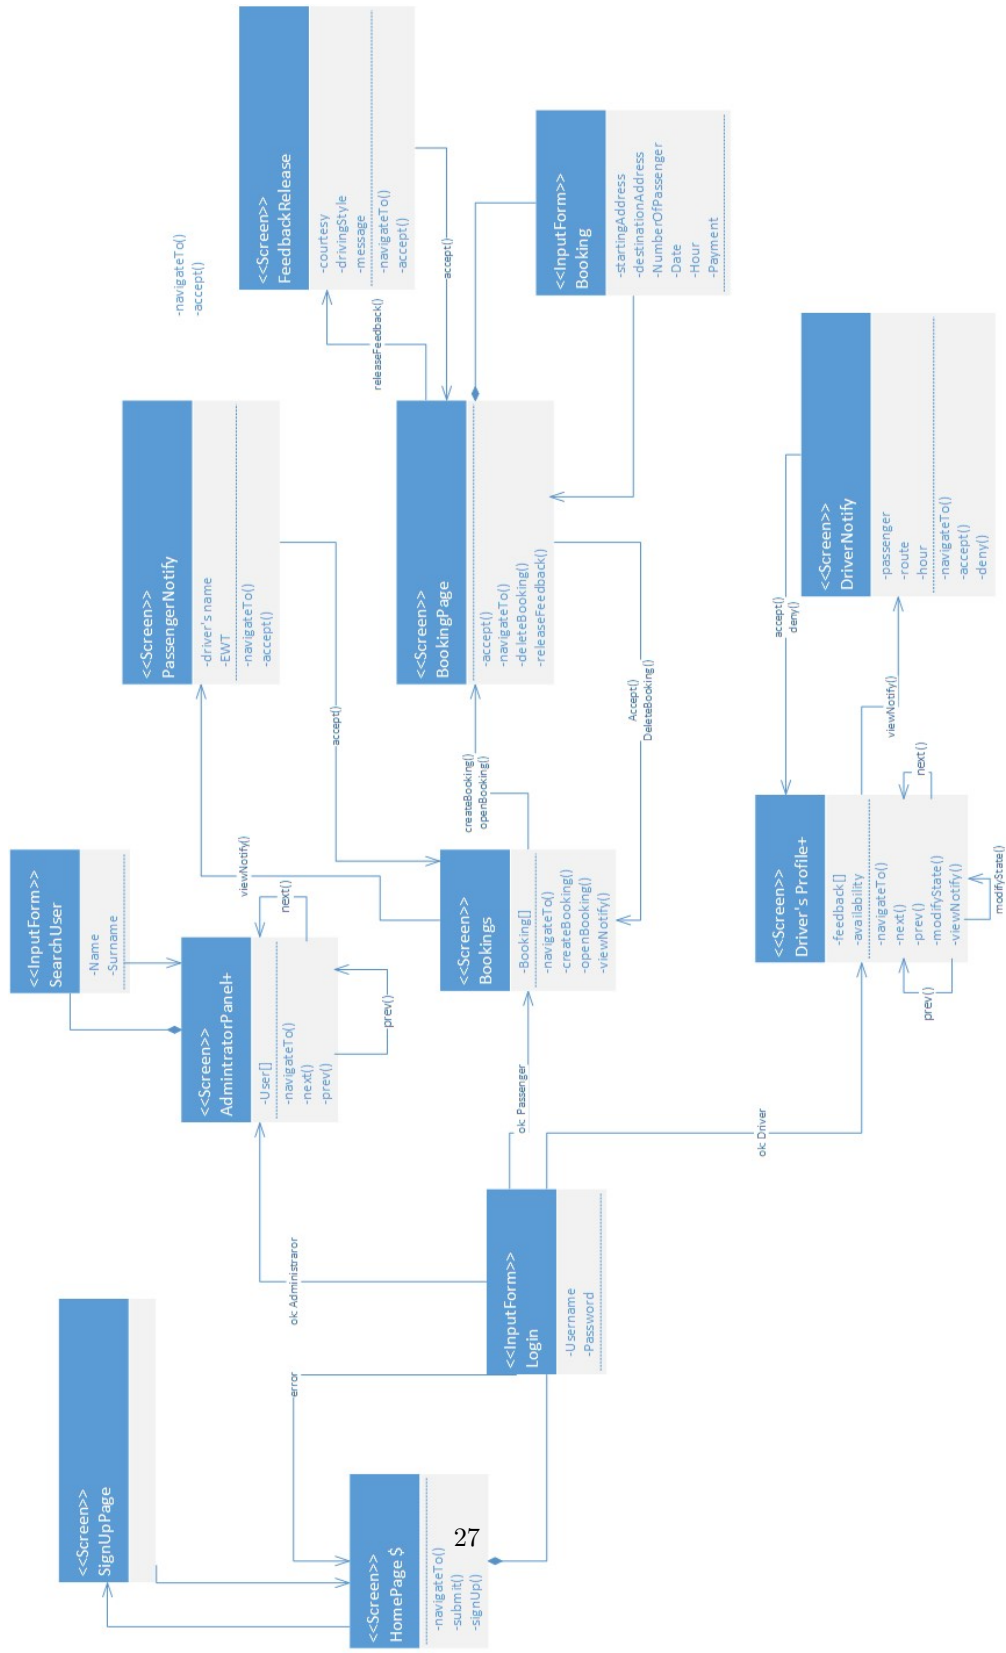 <<Screen>>
SignUpPage
<<Screen>>
HomePage $
-navigateTo()
-submit()
-signUp()
27
error
<<InputForm>>
Login
-Username
-Password
ok: Administraror
ok: Passenger
ok: Driver
<<InputForm>>
SearchUser
-Name
-Surname
<<Screen>>
AdmintratorPanel+
-User[]
-navigateTo()
-next()
-prev()
next()
prev()
viewNotify()
<<Screen>>
Bookings
-Booking[]
-navigateTo()
-createBooking()
-openBooking()
-viewNotify()
createBooking()
openBooking()
accept()
Accept()
DeleteBooking()
<<Screen>>
Driver's Profile+
-feedback[]
-availability
-navigateTo()
-next()
-prev()
-modifyState()
-viewNotify()
prev()
next()
modifyState()
viewNotify()
accept()
deny()
<<Screen>>
PassengerNotify
-driver's name
-EWT
-navigateTo()
-accept()
<<Screen>>
BookingPage
-accept()
-navigateTo()
-deleteBooking()
-releaseFeedback()
releaseFeedback()
accept()
<<Screen>>
DriverNotify
-passenger
-route
-hour
-navigateTo()
-accept()
-deny()
-navigateTo()
-accept()
<<Screen>>
FeedbackRelease
-courtesy
-drivingStyle
-message
-navigateTo()
-accept()
<<InputForm>>
Booking
-startingAddress
-destinationAddress
-NumberOfPassenger
-Date
-Hour
-Payment